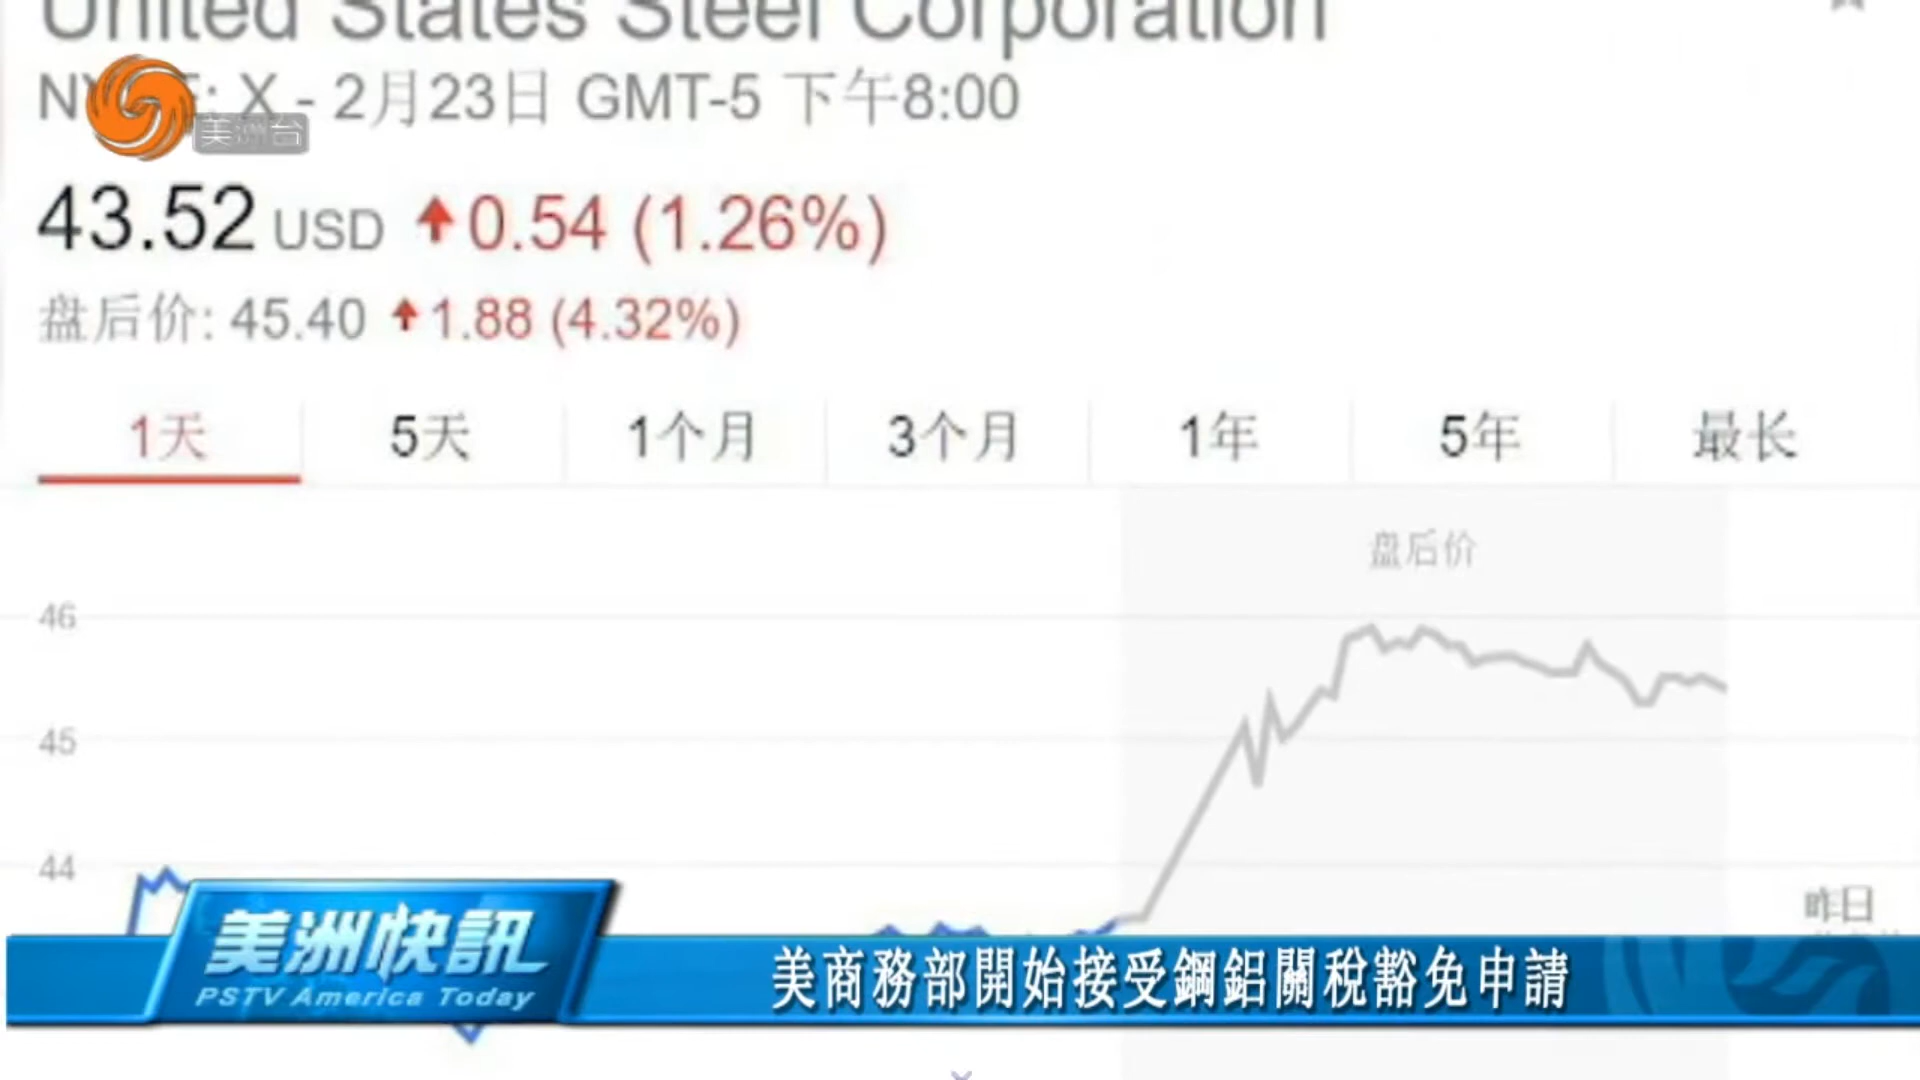 United States Steel Corporation
X - 2月23日 GMT-5 下午8:00
美洲台
43.52 USD 0.54 (1.26%)
盘后价: 45.40 1.88 (4.32%)
1天 5天 1个月 3个月 1年 5年 最长
盘后价
46
45
44
昨日
美洲快訊
PSTV America Today
美商務部開始接受鋼鋁關稅豁免申請